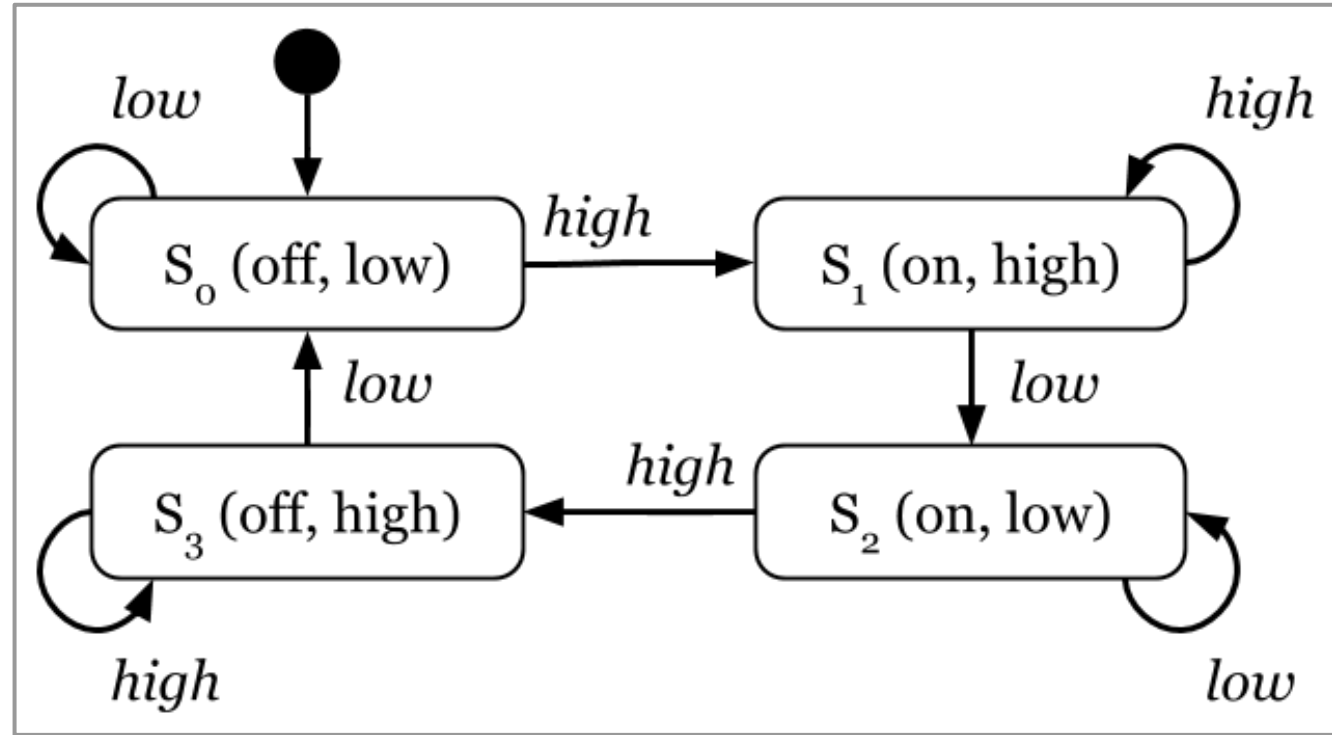 low
high
S₀ (off, low)
high
S₁ (on, high)
low
low
S₃ (off, high)
high
S₂ (on, low)
high
low